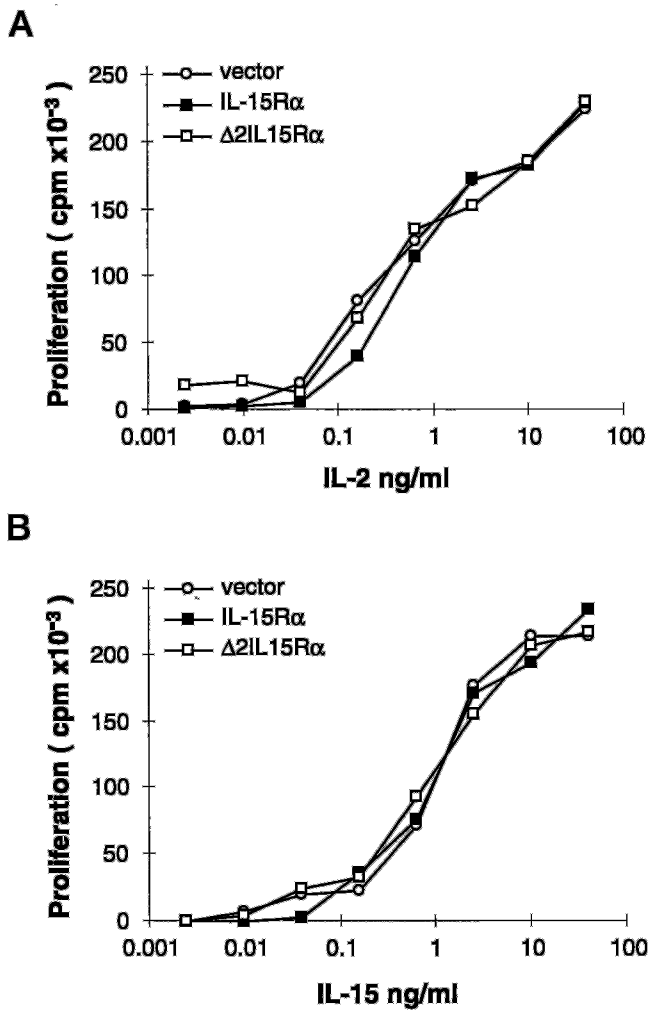 A
vector
IL-15Rα
Δ2IL15Rα
Proliferation ( cpm x10⁻³ )
250
200
150
100
50
0
0.001 0.01 0.1 1 10 100
IL-2 ng/ml
B
vector
IL-15Rα
Δ2IL15Rα
Proliferation ( cpm x10⁻³ )
250
200
150
100
50
0
0.001 0.01 0.1 1 10 100
IL-15 ng/ml